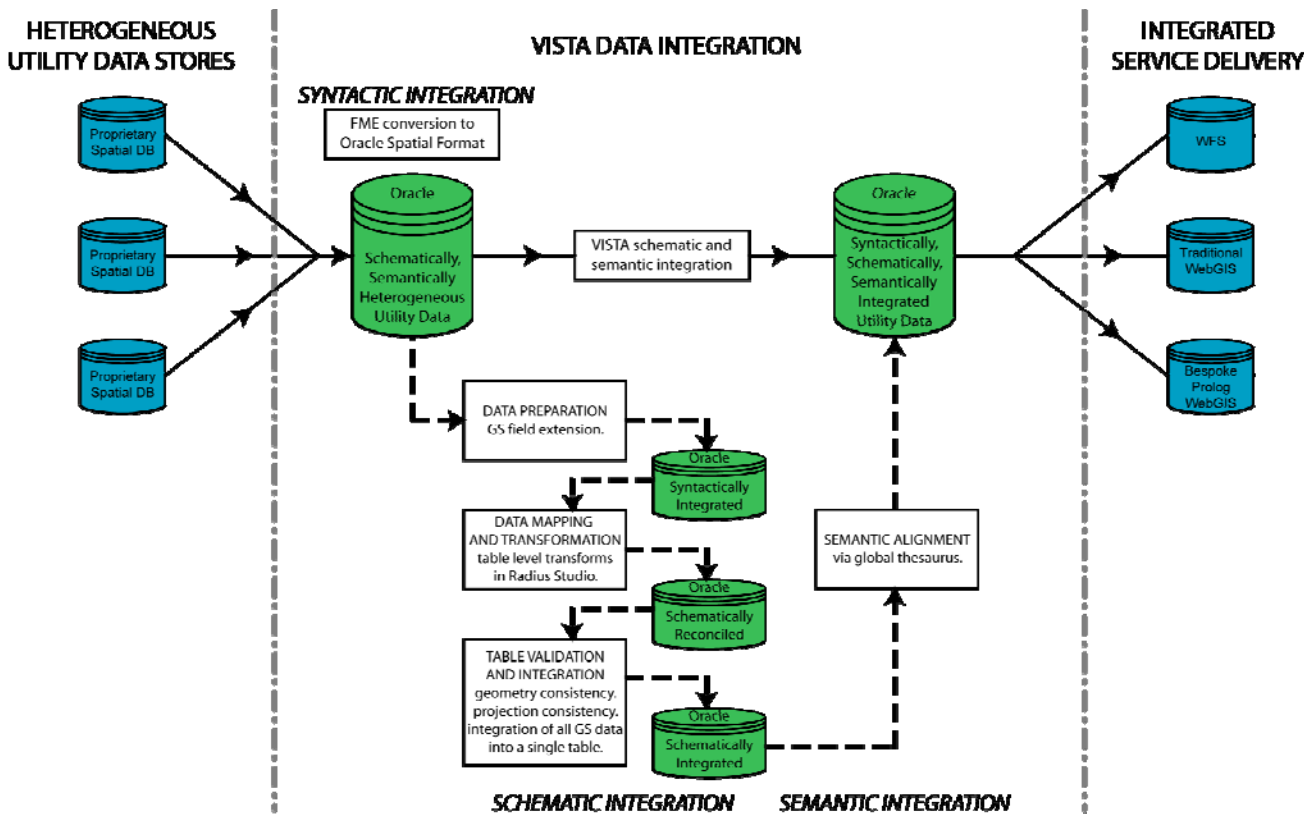 HETEROGENEOUS
UTILITY DATA STORES
VISTA DATA INTEGRATION
INTEGRATED
SERVICE DELIVERY
SYNTACTIC INTEGRATION
FME conversion to
Oracle Spatial Format
Proprietary
Spatial DB
Proprietary
Spatial DB
Proprietary
Spatial DB
Oracle
Schematically,
Semantically
Heterogeneous
Utility Data
VISTA schematic and
semantic integration
Oracle
Syntactically,
Schematically,
Semantically
Integrated
Utility Data
WFS
Traditional
WebGIS
Bespoke
Prolog
WebGIS
DATA PREPARATION
GS field extension.
Oracle
Syntactically
Integrated
DATA MAPPING
AND TRANSFORMATION
table level transforms
in Radius Studio.
Oracle
Schematically
Reconciled
TABLE VALIDATION
AND INTEGRATION
geometry consistency.
projection consistency.
integration of all GS data
into a single table.
Oracle
Schematically
Integrated
SEMANTIC ALIGNMENT
via global thesaurus.
SCHEMATIC INTEGRATION
SEMANTIC INTEGRATION